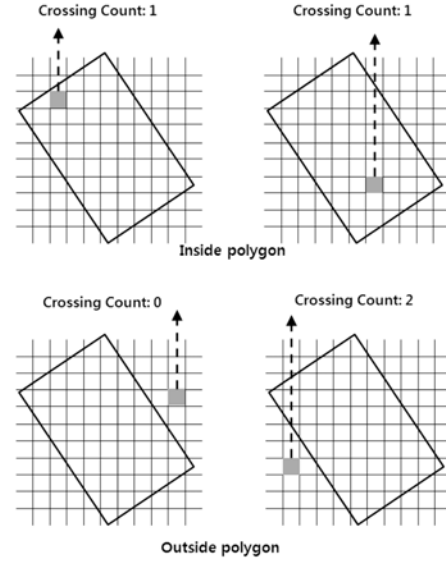 Crossing Count: 1
Crossing Count: 1
Inside polygon
Crossing Count: 0
Crossing Count: 2
Outside polygon